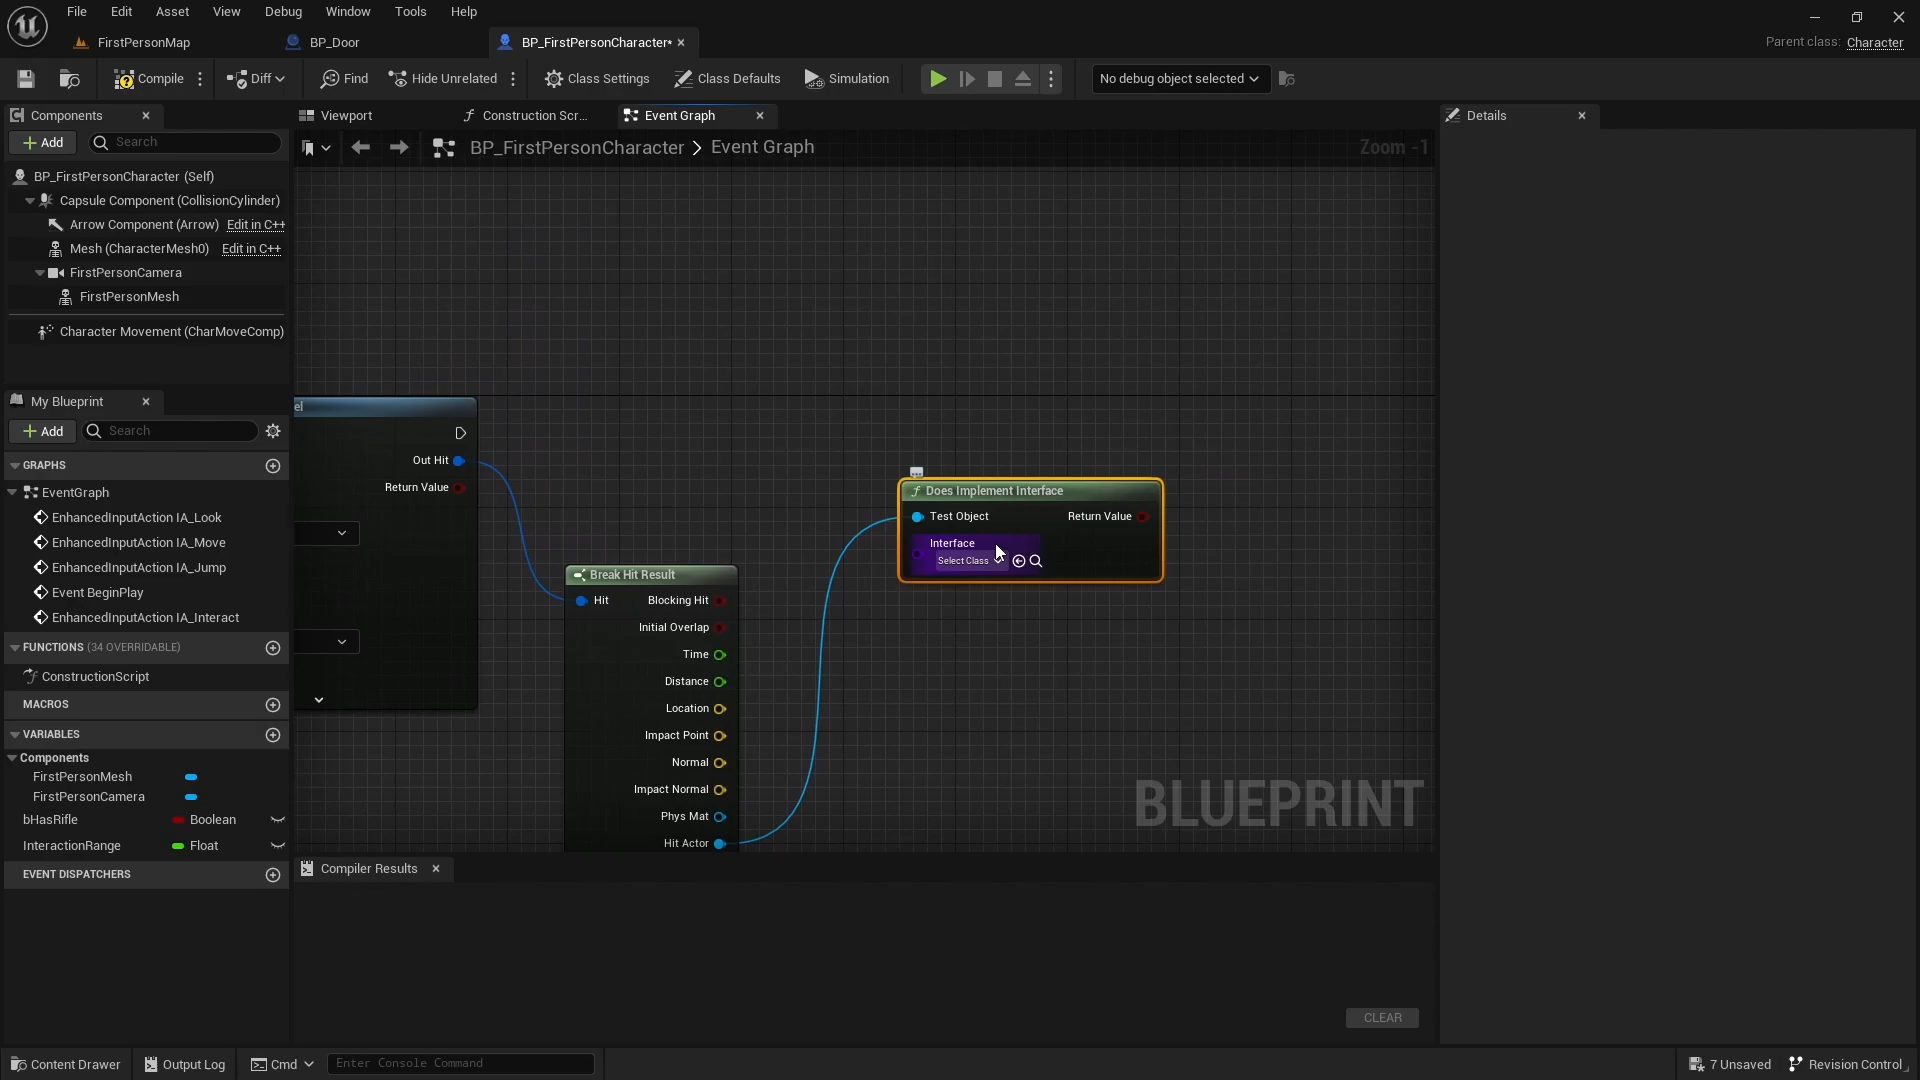 File Edit Asset View Debug Window Tools Help
FirstPersonMap
BP_Door
BP_FirstPersonCharacter*
Parent class: Character
Compile
Diff
Find
Hide Unrelated
Class Settings
Class Defaults
Simulation
No debug object selected
Components
Add
Search
BP_FirstPersonCharacter (Self)
Capsule Component (CollisionCylinder)
Arrow Component (Arrow) Edit in C++
Mesh (CharacterMesh0) Edit in C++
FirstPersonCamera
FirstPersonMesh
Character Movement (CharMoveComp)
My Blueprint
Add
Search
GRAPHS
EventGraph
EnhancedInputAction IA_Look
EnhancedInputAction IA_Move
EnhancedInputAction IA_Jump
Event BeginPlay
EnhancedInputAction IA_Interact
FUNCTIONS (34 OVERRIDABLE)
ConstructionScript
MACROS
VARIABLES
Components
FirstPersonMesh
FirstPersonCamera
bHasRifle Boolean
InteractionRange Float
EVENT DISPATCHERS
Viewport
Construction Scr...
Event Graph
BP_FirstPersonCharacter > Event Graph
Zoom -1
el
Out Hit
Return Value
Break Hit Result
Hit
Blocking Hit
Initial Overlap
Time
Distance
Location
Impact Point
Normal
Impact Normal
Phys Mat
Hit Actor
Does Implement Interface
Test Object
Return Value
Interface
Select Class
BLUEPRINT
Compiler Results
CLEAR
Details
Content Drawer
Output Log
Cmd
Enter Console Command
7 Unsaved
Revision Control